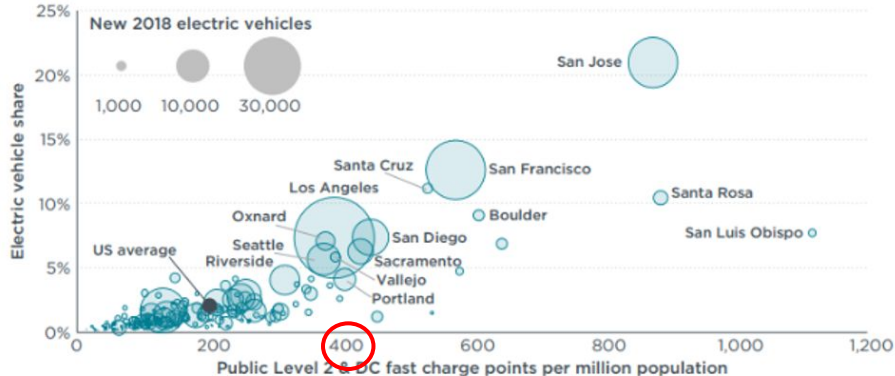 25%
New 2018 electric vehicles
1,000 10,000 30,000
20%
San Jose
15%
Santa Cruz
San Francisco
Los Angeles
Santa Rosa
10%
Oxnard
Boulder
San Luis Obispo
San Diego
US average
Seattle
Sacramento
Riverside
Vallejo
5%
Portland
0%
0 200 400 600 800 1,000 1,200
Public Level 2 & DC fast charge points per million population
Electric vehicle share